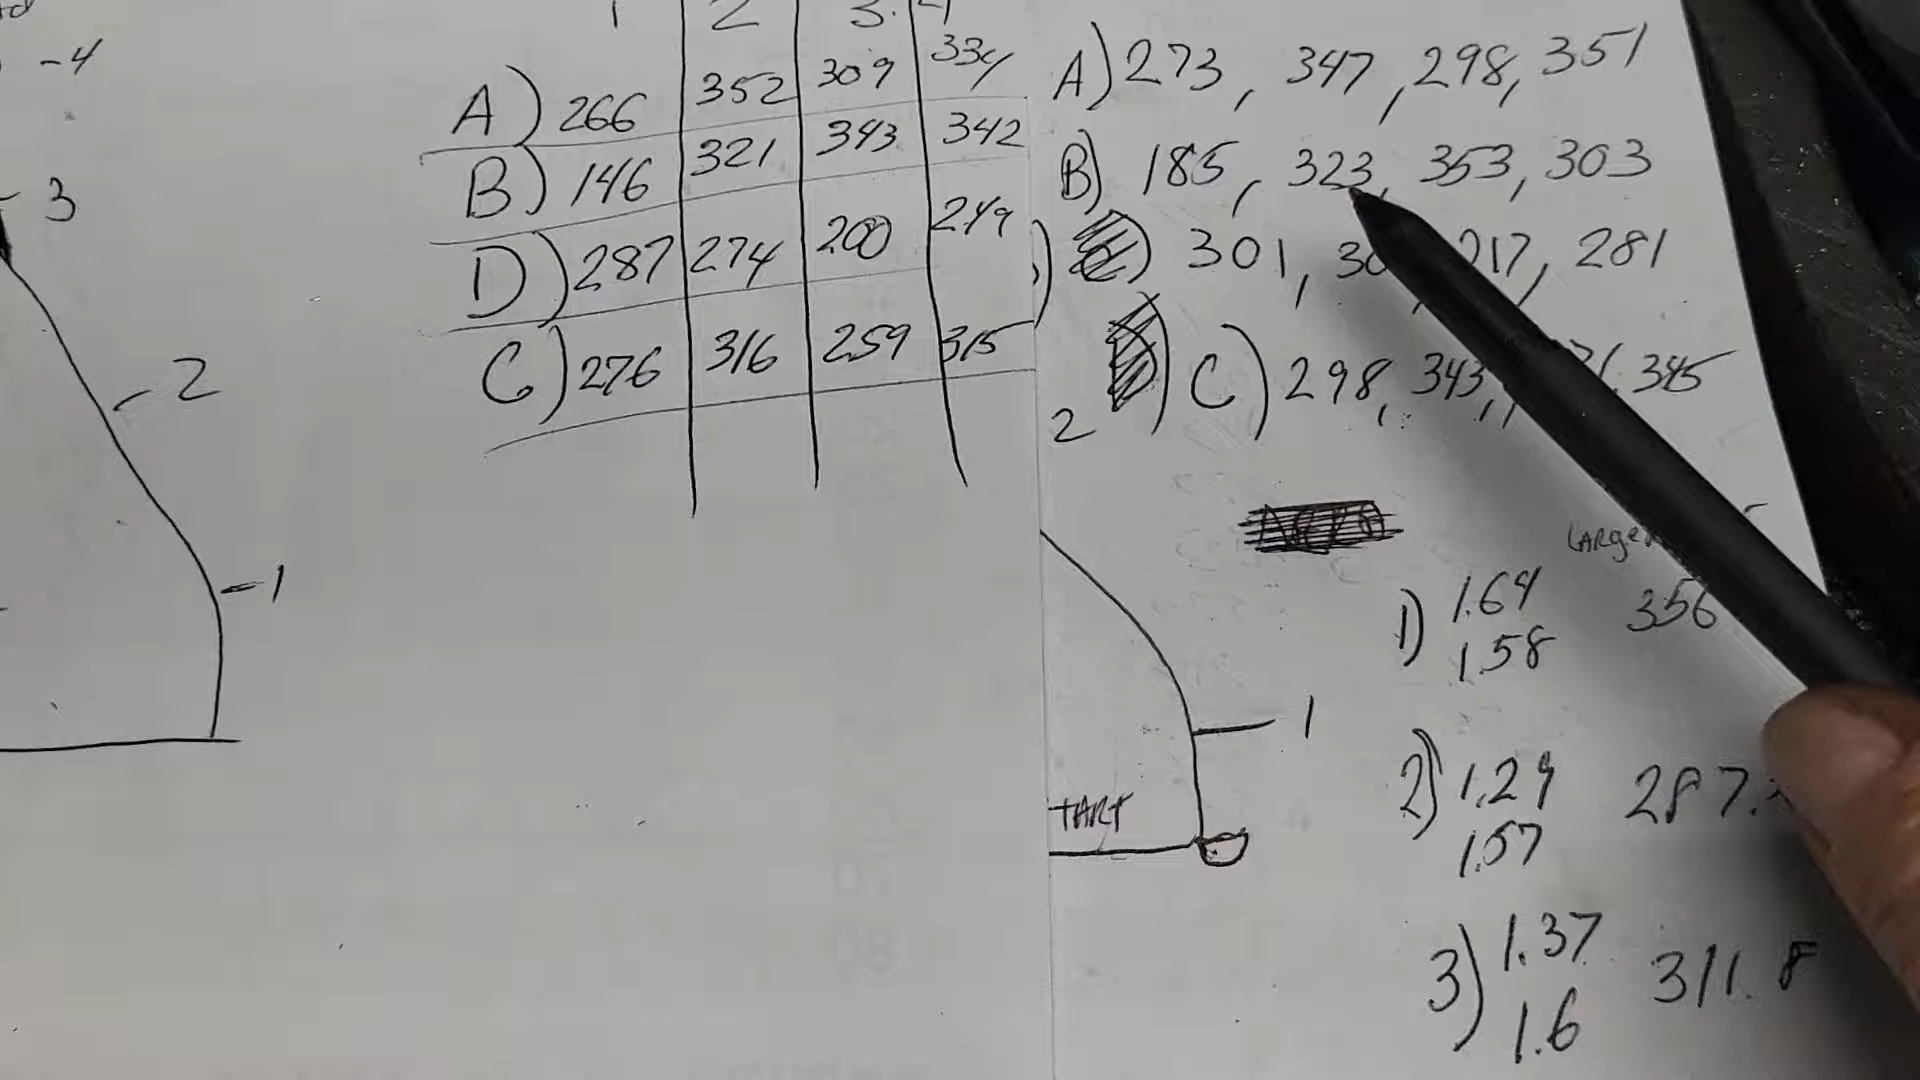 -4
3
-2
-1
1 2 3. 4
A) 266 352 309 334
B) 146 321 343 342
D) 287 274 200 249
C) 276 316 259 315
A) 273, 347, 298, 351
B) 185, 323, 353, 303
) 301, 217, 281
C) 298, 343, 345
2
1
TART
1) 1.64 356
1.58
2) 1.29 287.
1.57
3) 1.37 311.8
1.6